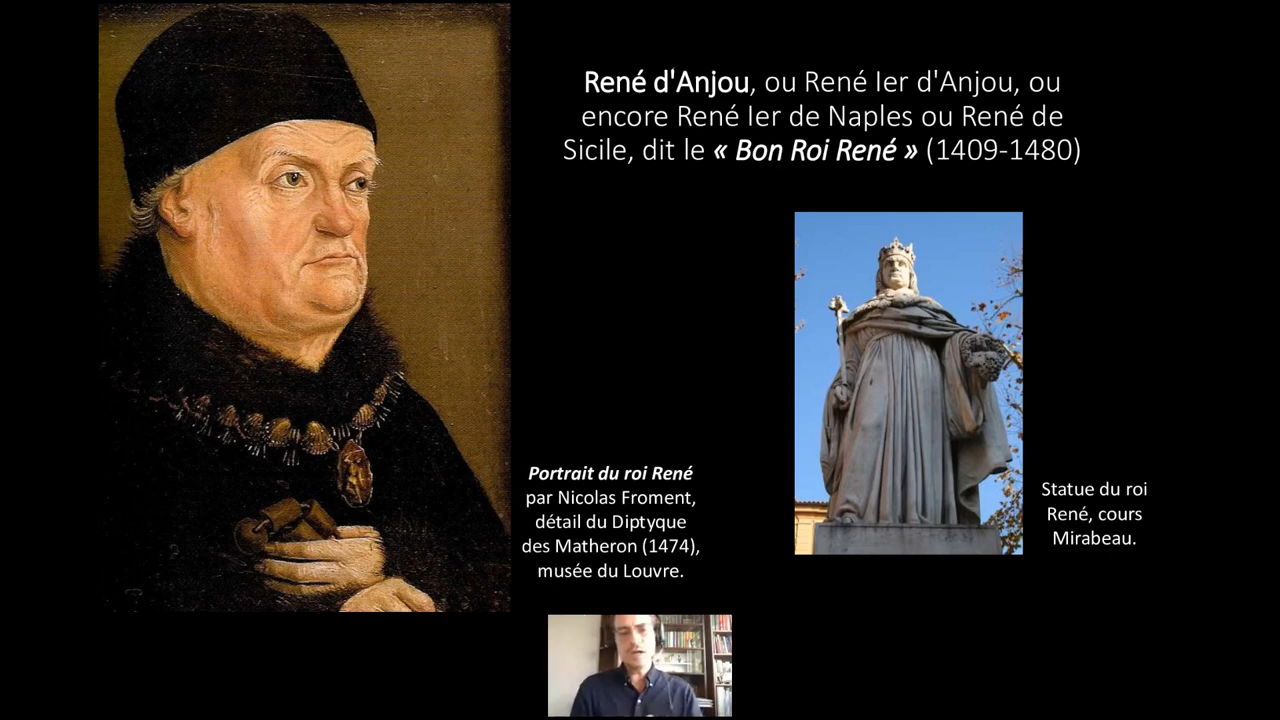 René d'Anjou, ou René Ier d'Anjou, ou
encore René Ier de Naples ou René de
Sicile, dit le « Bon Roi René » (1409-1480)
Portrait du roi René
par Nicolas Froment,
détail du Diptyque
des Matheron (1474),
musée du Louvre.
Statue du roi
René, cours
Mirabeau.